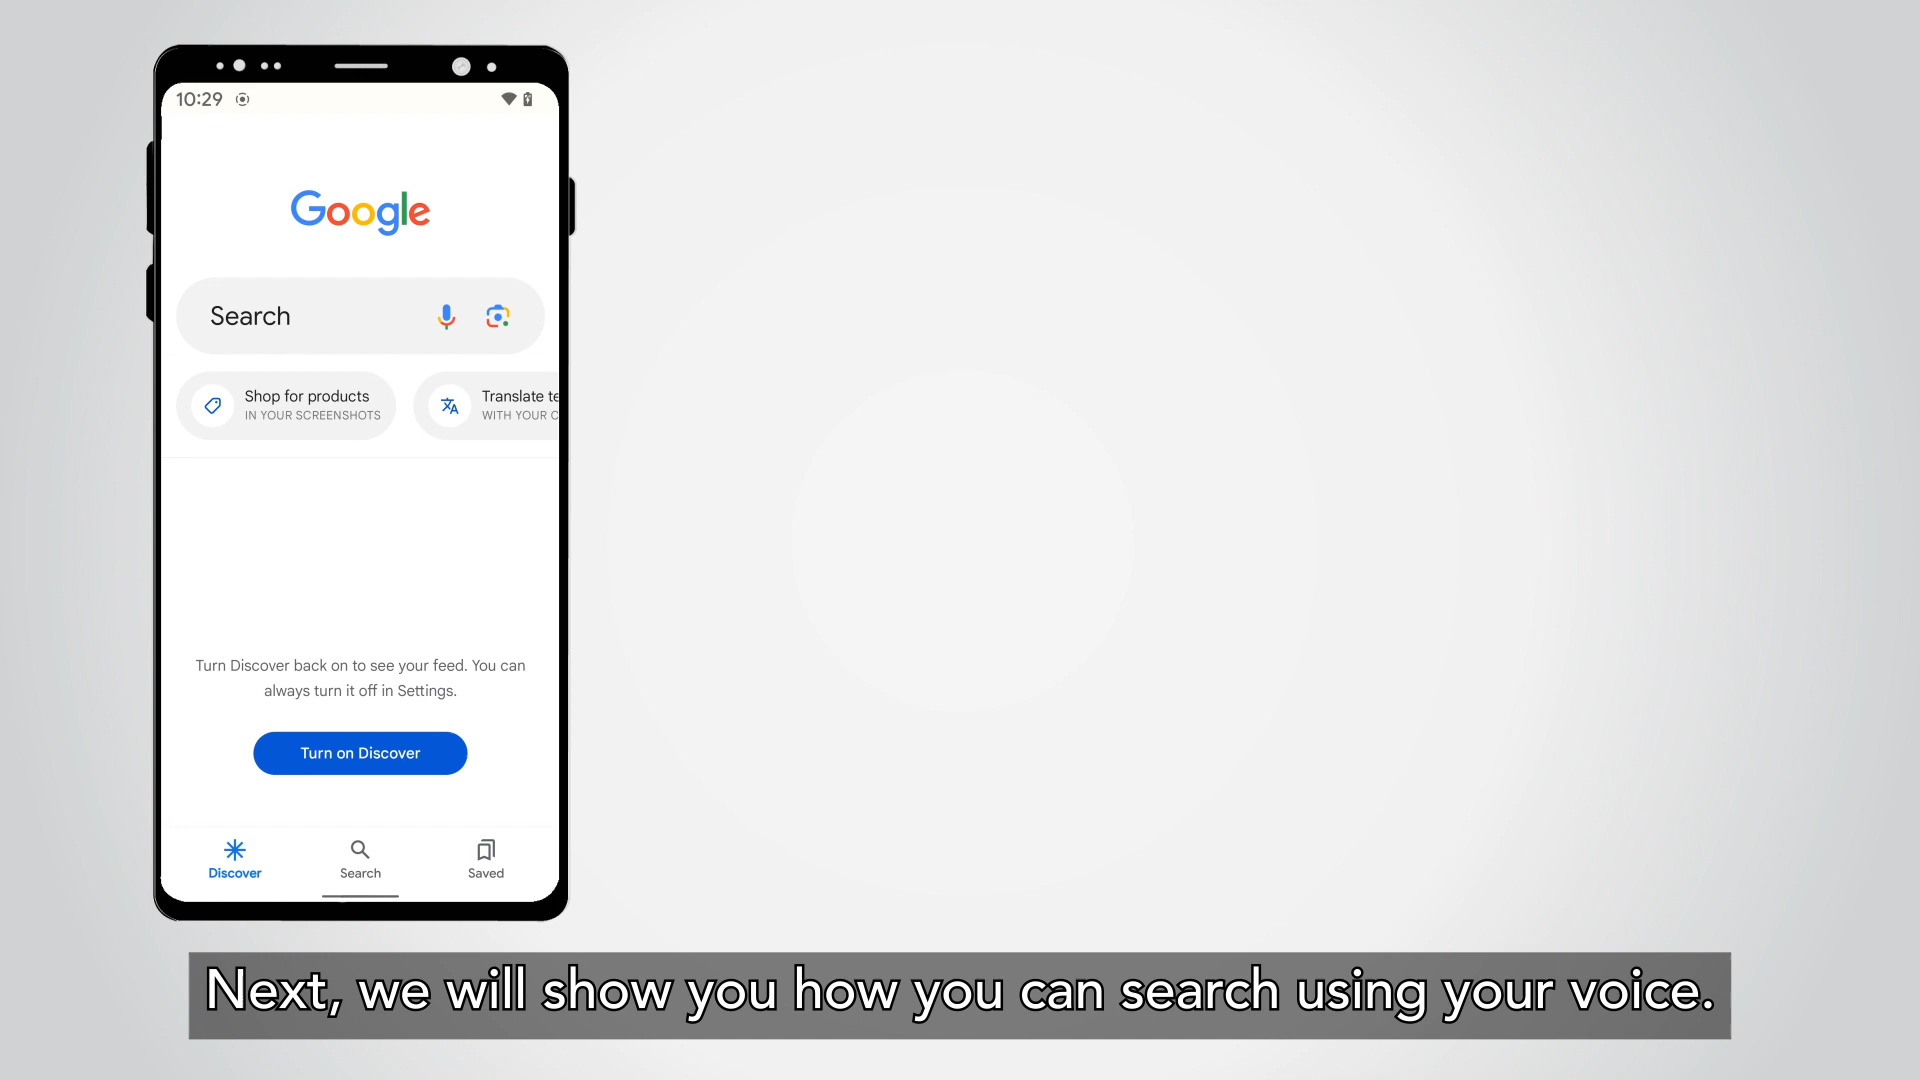 10:29
Google
Search
Shop for products
IN YOUR SCREENSHOTS
Translate te
WITH YOUR C
Turn Discover back on to see your feed. You can
always turn it off in Settings.
Turn on Discover
Discover
Search
Saved
Next, we will show you how you can search using your voice.